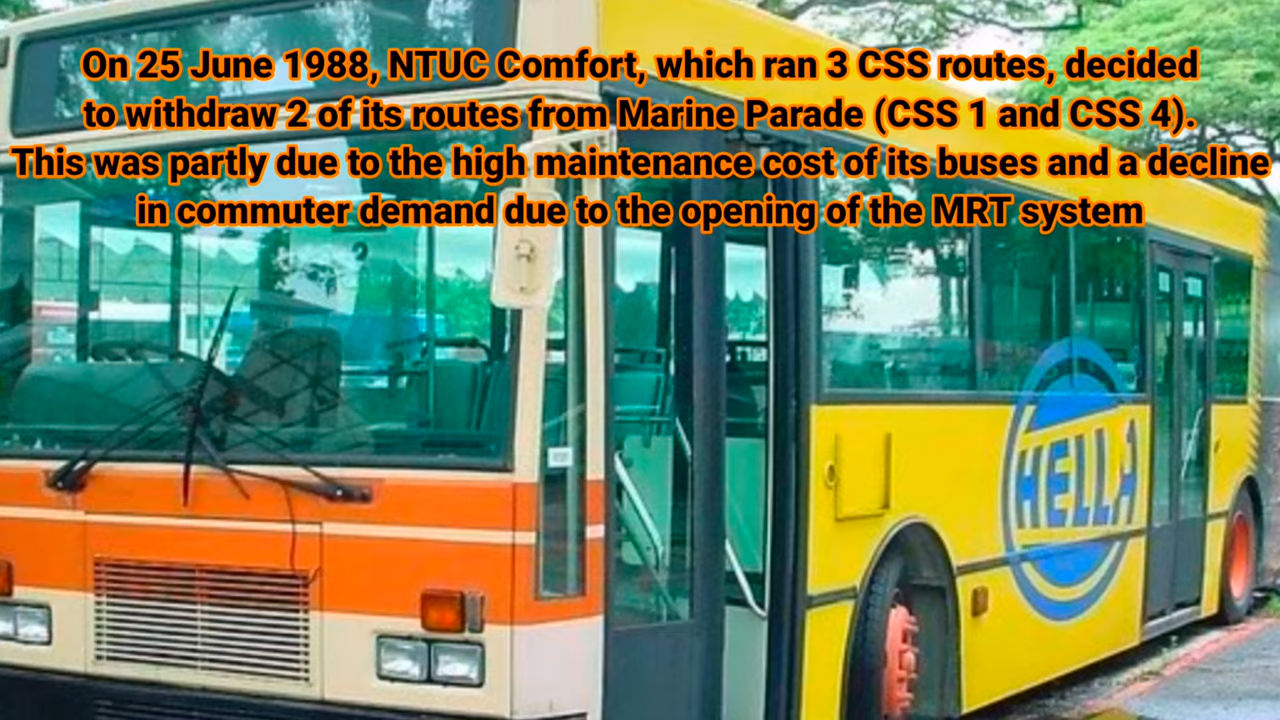 On 25 June 1988, NTUC Comfort, which ran 3 CSS routes, decided
to withdraw 2 of its routes from Marine Parade (CSS 1 and CSS 4).
This was partly due to the high maintenance cost of its buses and a decline
in commuter demand due to the opening of the MRT system
HELLA